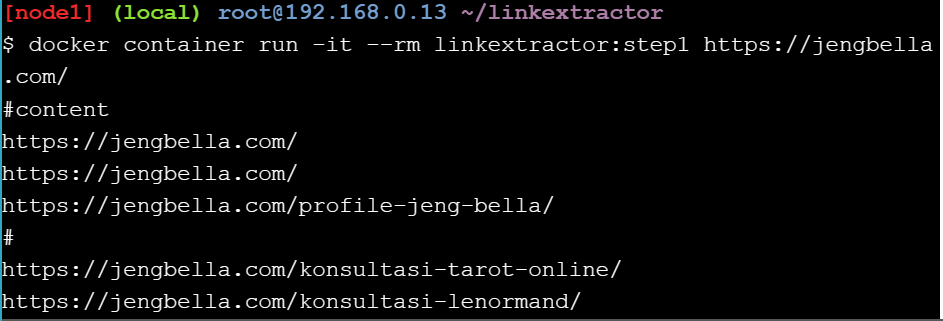 [node1] (local) root@192.168.0.13 ~/linkextractor
$ docker container run -it --rm linkextractor:step1 https://jengbella
.com/
#content
https://jengbella.com/
https://jengbella.com/
https://jengbella.com/profile-jeng-bella/
#
https://jengbella.com/konsultasi-tarot-online/
https://jengbella.com/konsultasi-lenormand/